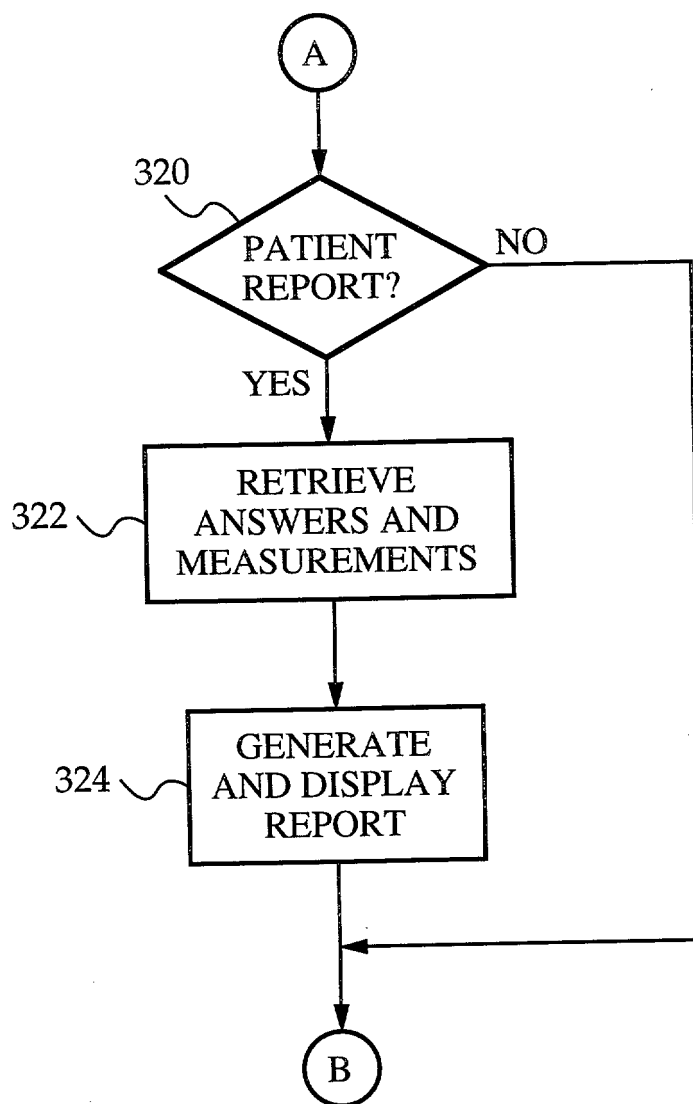 A
320
PATIENT
REPORT?
NO
YES
322
RETRIEVE
ANSWERS AND
MEASUREMENTS
324
GENERATE
AND DISPLAY
REPORT
B